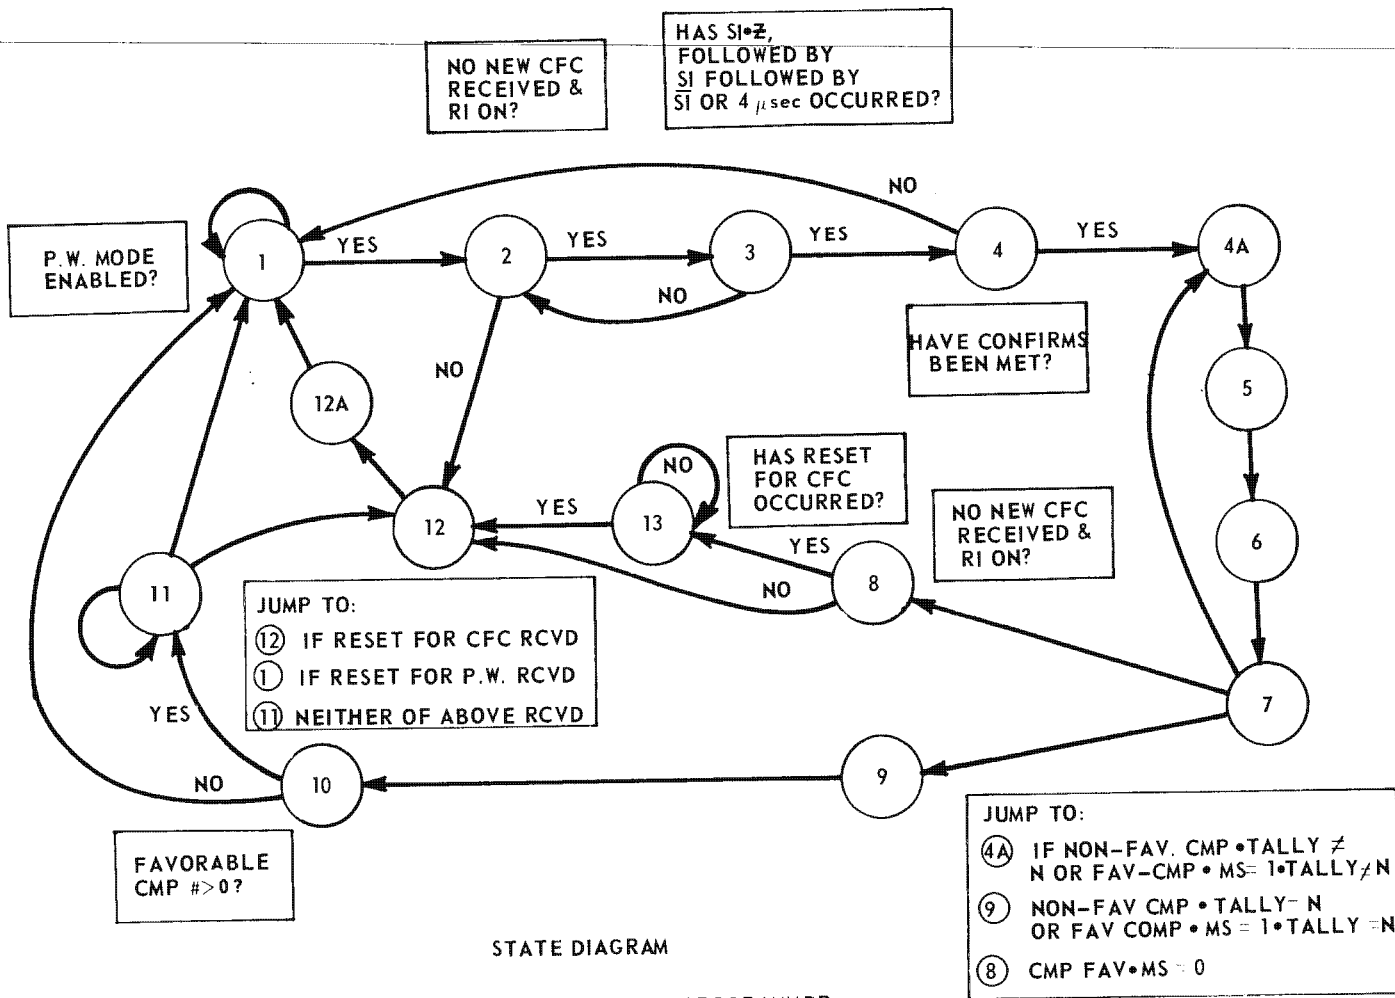 NO NEW CFC
RECEIVED &
RI ON?
HAS SI•Z,
FOLLOWED BY
SI FOLLOWED BY
SI OR 4 μsec OCCURRED?
P.W. MODE
ENABLED?
1
YES
2
YES
3
YES
4
YES
4A
NO
NO
NO
HAVE CONFIRMS
BEEN MET?
12A
5
6
7
12
YES
13
NO
HAS RESET
FOR CFC
OCCURRED?
YES
NO
8
NO NEW CFC
RECEIVED &
RI ON?
11
JUMP TO:
12 IF RESET FOR CFC RCVD
1 IF RESET FOR P.W. RCVD
11 NEITHER OF ABOVE RCVD
YES
NO
10
9
FAVORABLE
CMP #>0?
JUMP TO:
4A IF NON-FAV. CMP•TALLY ≠
N OR FAV-CMP • MS= 1•TALLY≠N
9 NON-FAV CMP • TALLY= N
OR FAV COMP • MS = 1•TALLY =N
8 CMP FAV•MS = 0
STATE DIAGRAM